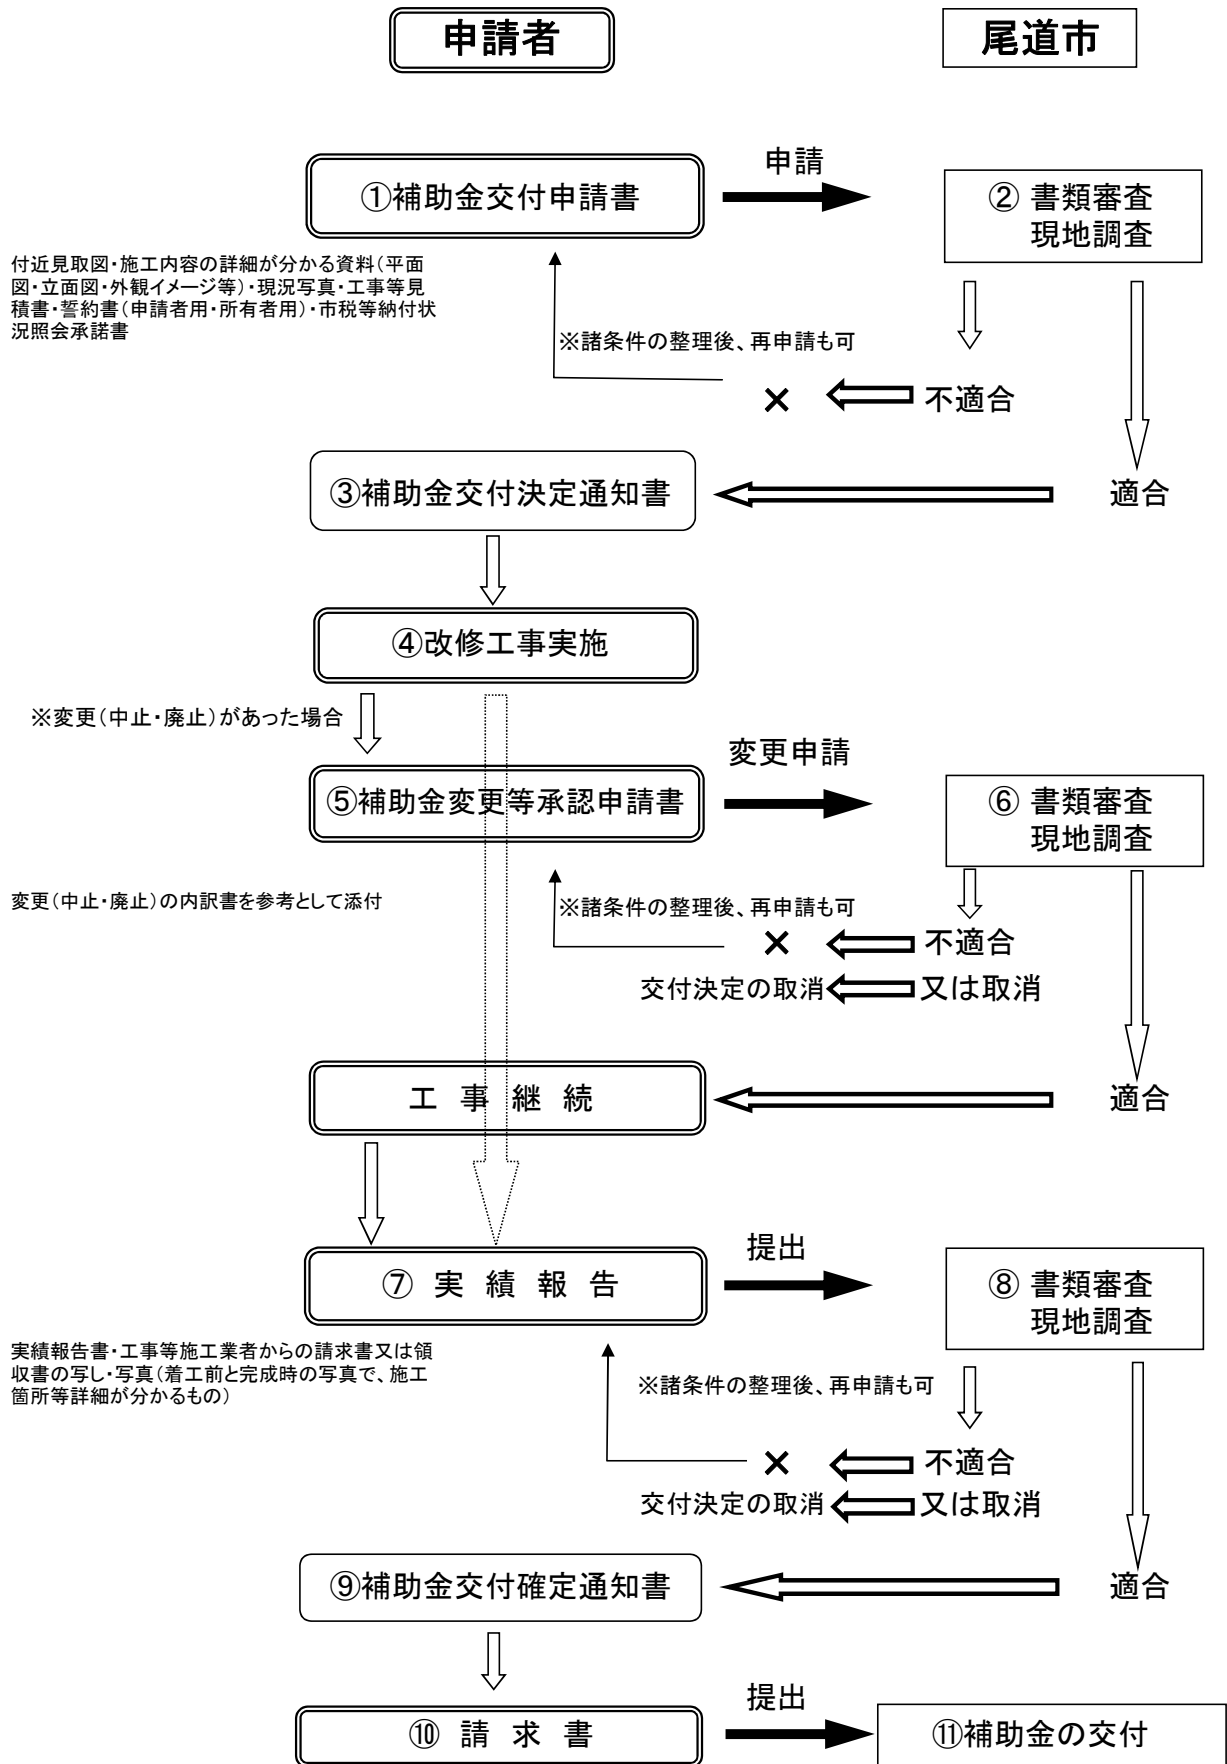 申請者
尾道市
申請
①補助金交付申請書
② 書類審査
現地調査
付近見取図・施工内容の詳細が分かる資料(平面
図・立面図・外観イメージ等)・現況写真・工事等見
積書・誓約書(申請者用・所有者用)・市税等納付状
況照会承諾書
※諸条件の整理後、再申請も可
× 不適合
③補助金交付決定通知書
適合
④改修工事実施
※変更(中止・廃止)があった場合
変更申請
⑤補助金変更等承認申請書
⑥ 書類審査
現地調査
変更(中止・廃止)の内訳書を参考として添付
※諸条件の整理後、再申請も可
× 不適合
交付決定の取消 又は取消
工 事 継 続
適合
提出
⑦ 実 績 報 告
⑧ 書類審査
現地調査
実績報告書・工事等施工業者からの請求書又は領
収書の写し・写真(着工前と完成時の写真で、施工
箇所等詳細が分かるもの)
※諸条件の整理後、再申請も可
× 不適合
交付決定の取消 又は取消
⑨補助金交付確定通知書
適合
提出
⑩ 請 求 書
⑪補助金の交付